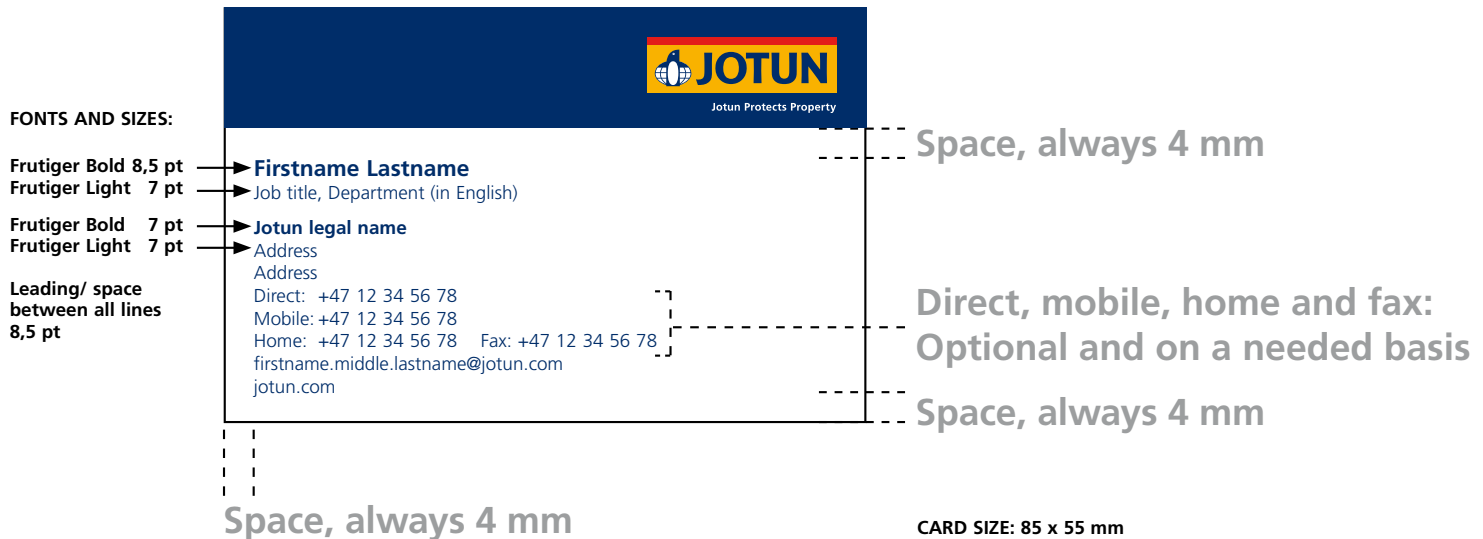 JOTUN
Jotun Protects Property
FONTS AND SIZES:
Frutiger Bold 8,5 pt
Frutiger Light 7 pt
Frutiger Bold 7 pt
Frutiger Light 7 pt
Leading/ space
between all lines
8,5 pt
Firstname Lastname
Job title, Department (in English)
Jotun legal name
Address
Address
Direct: +47 12 34 56 78
Mobile: +47 12 34 56 78
Home: +47 12 34 56 78 Fax: +47 12 34 56 78
firstname.middle.lastname@jotun.com
jotun.com
Space, always 4 mm
Direct, mobile, home and fax:
Optional and on a needed basis
Space, always 4 mm
Space, always 4 mm
CARD SIZE: 85 x 55 mm